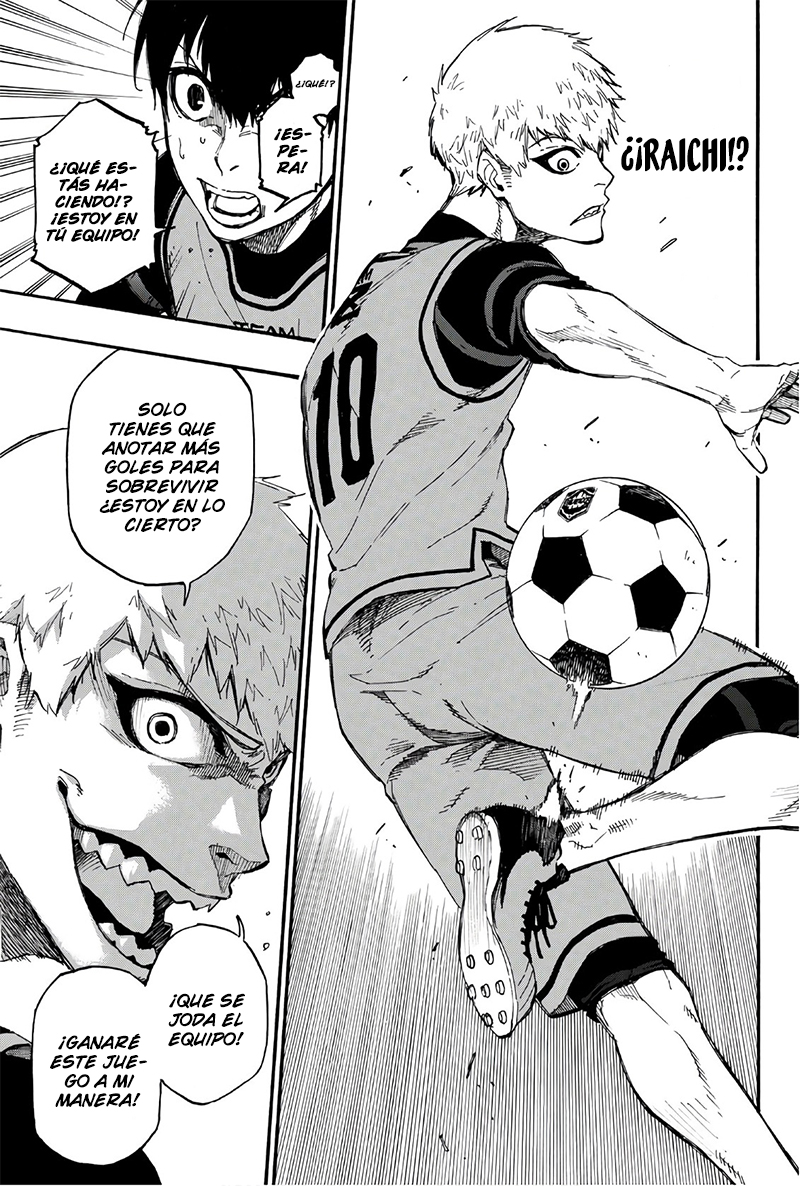 ¿¡¡RAICHI!?
10
¿¡QUÉ!?
¡ES-
PE-
RA!
¿¡QUÉ ES-
TÁS HA-
CIENDO!?
¡ESTOY EN
TÚ EQUIPO!
TEAM
SOLO
TIENES QUE
ANOTAR MÁS
GOLES PARA
SOBREVIVIR
¿ESTOY EN LO
CIERTO?
¡QUE SE
JODA EL
EQUIPO!
¡GANARÉ
ESTE JUE-
GO A MI
MANERA!